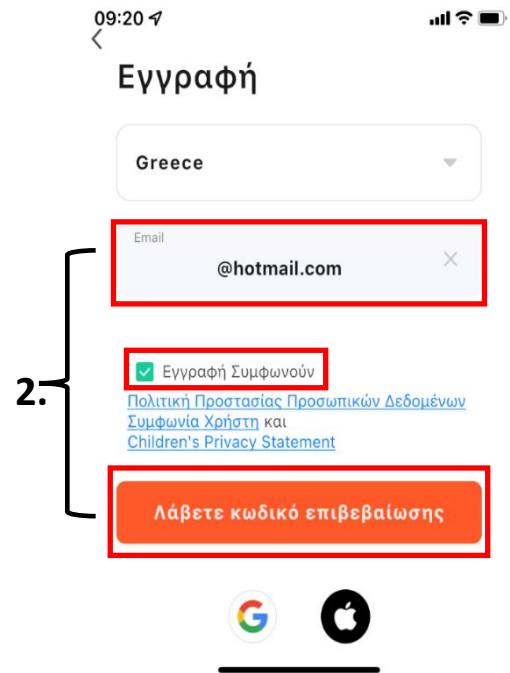 09:20
Εγγραφή
Greece
Email
@hotmail.com
2.
Εγγραφή Συμφωνούν
Πολιτική Προστασίας Προσωπικών Δεδομένων
Συμφωνία Χρήστη και
Children's Privacy Statement
Λάβετε κωδικό επιβεβαίωσης